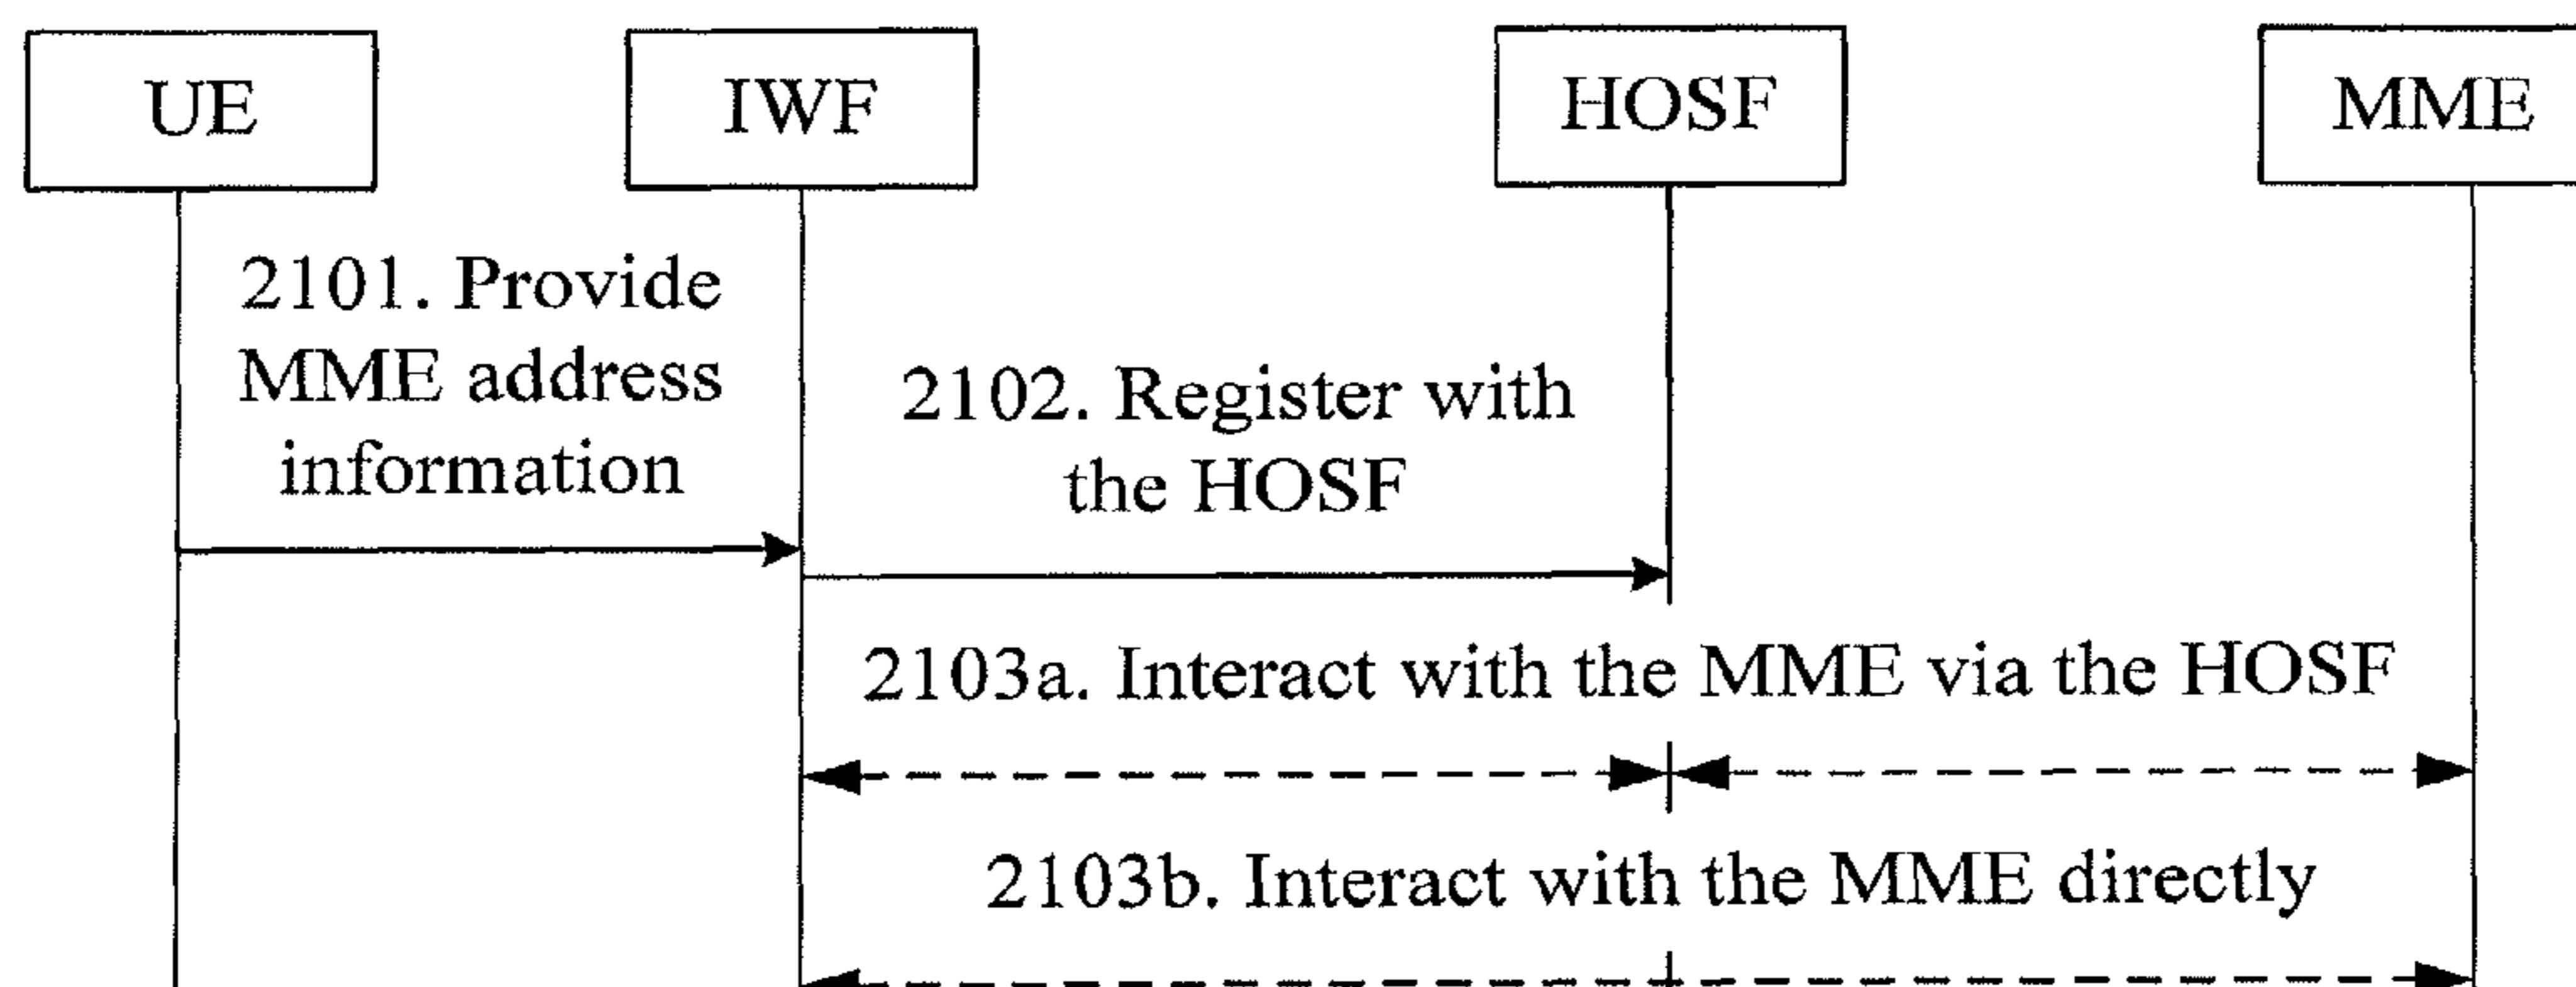 UE
IWF
HOSF
MME
2101. Provide
MME address
information
2102. Register with
the HOSF
2103a. Interact with the MME via the HOSF
2103b. Interact with the MME directly